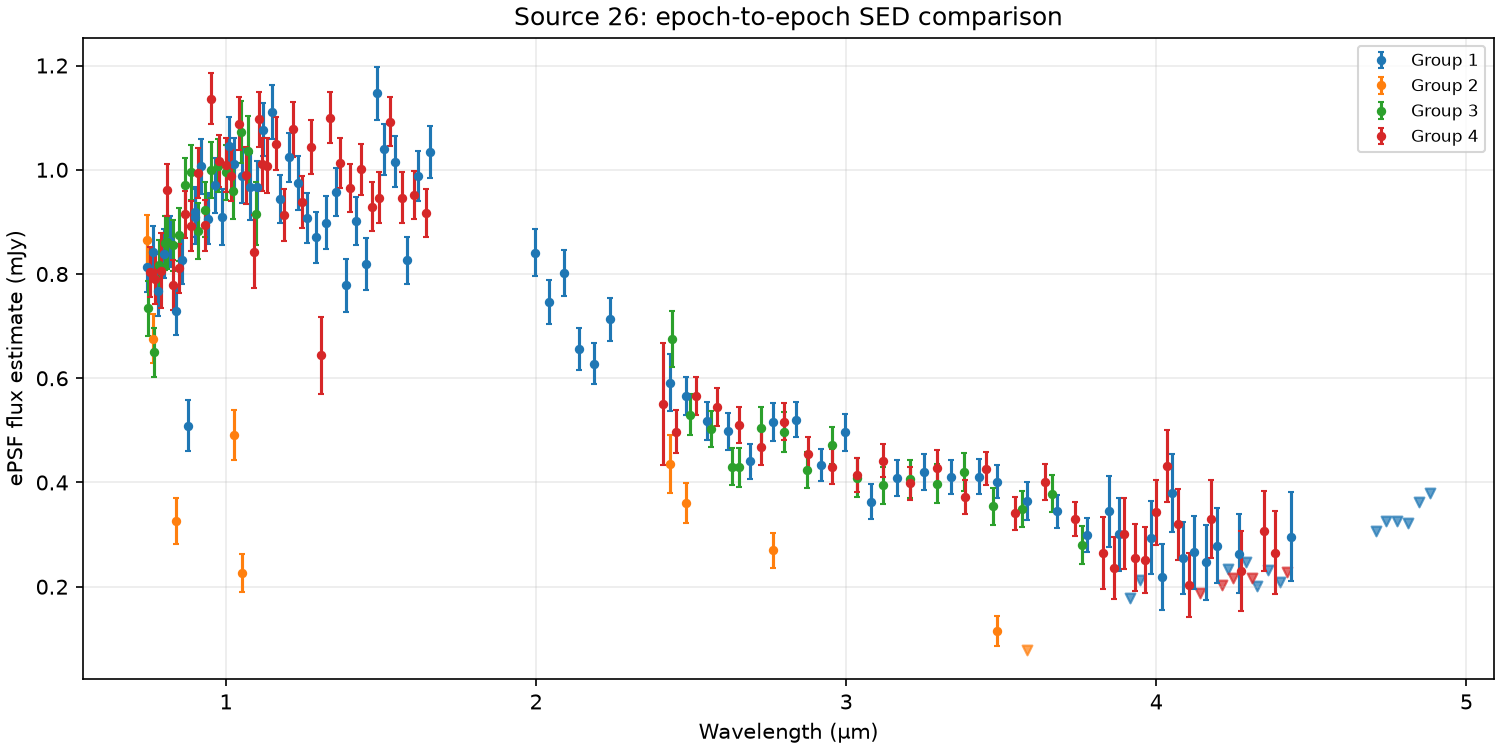 Source 26: epoch-to-epoch SED comparison
ePSF flux estimate (mJy)
1.2
1.0
0.8
0.6
0.4
0.2
Group 1
Group 2
Group 3
Group 4
1 2 3 4 5
Wavelength (µm)